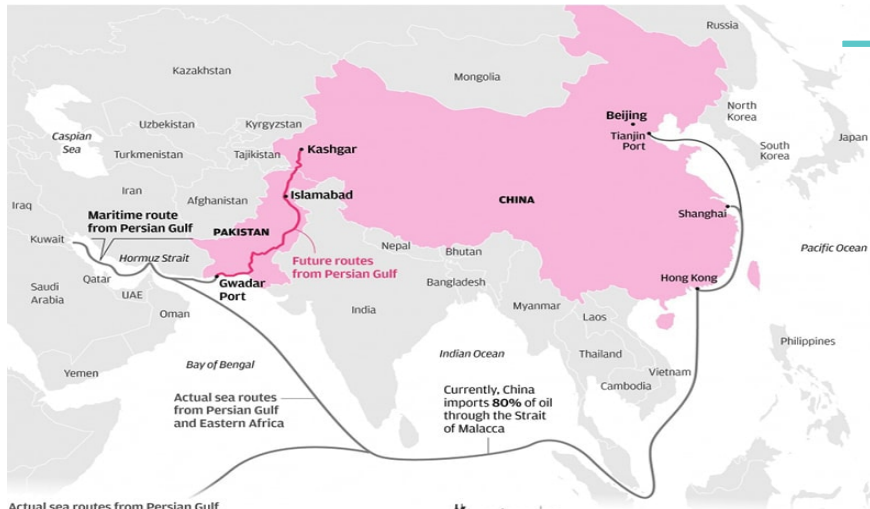 Russia
Kazakhstan
Mongolia
Caspian
Sea
Uzbekistan
Kyrgyzstan
Beijing
Tianjin
Port
North
Korea
Japan
Turkmenistan
Tajikistan
Kashgar
South
Korea
Iran
Afghanistan
Islamabad
CHINA
Iraq
Maritime route
from Persian Gulf
PAKISTAN
Shanghai
Kuwait
Hormuz Strait
Future routes
from Persian Gulf
Nepal
Bhutan
Pacific Ocean
Saudi
Arabia
Qatar
UAE
Gwadar
Port
Bangladesh
Hong Kong
Oman
India
Myanmar
Laos
Yemen
Bay of Bengal
Indian Ocean
Thailand
Vietnam
Cambodia
Philippines
Actual sea routes
from Persian Gulf
and Eastern Africa
Currently, China
imports 80% of oil
through the Strait
of Malacca
Actual sea routes from Persian Gulf